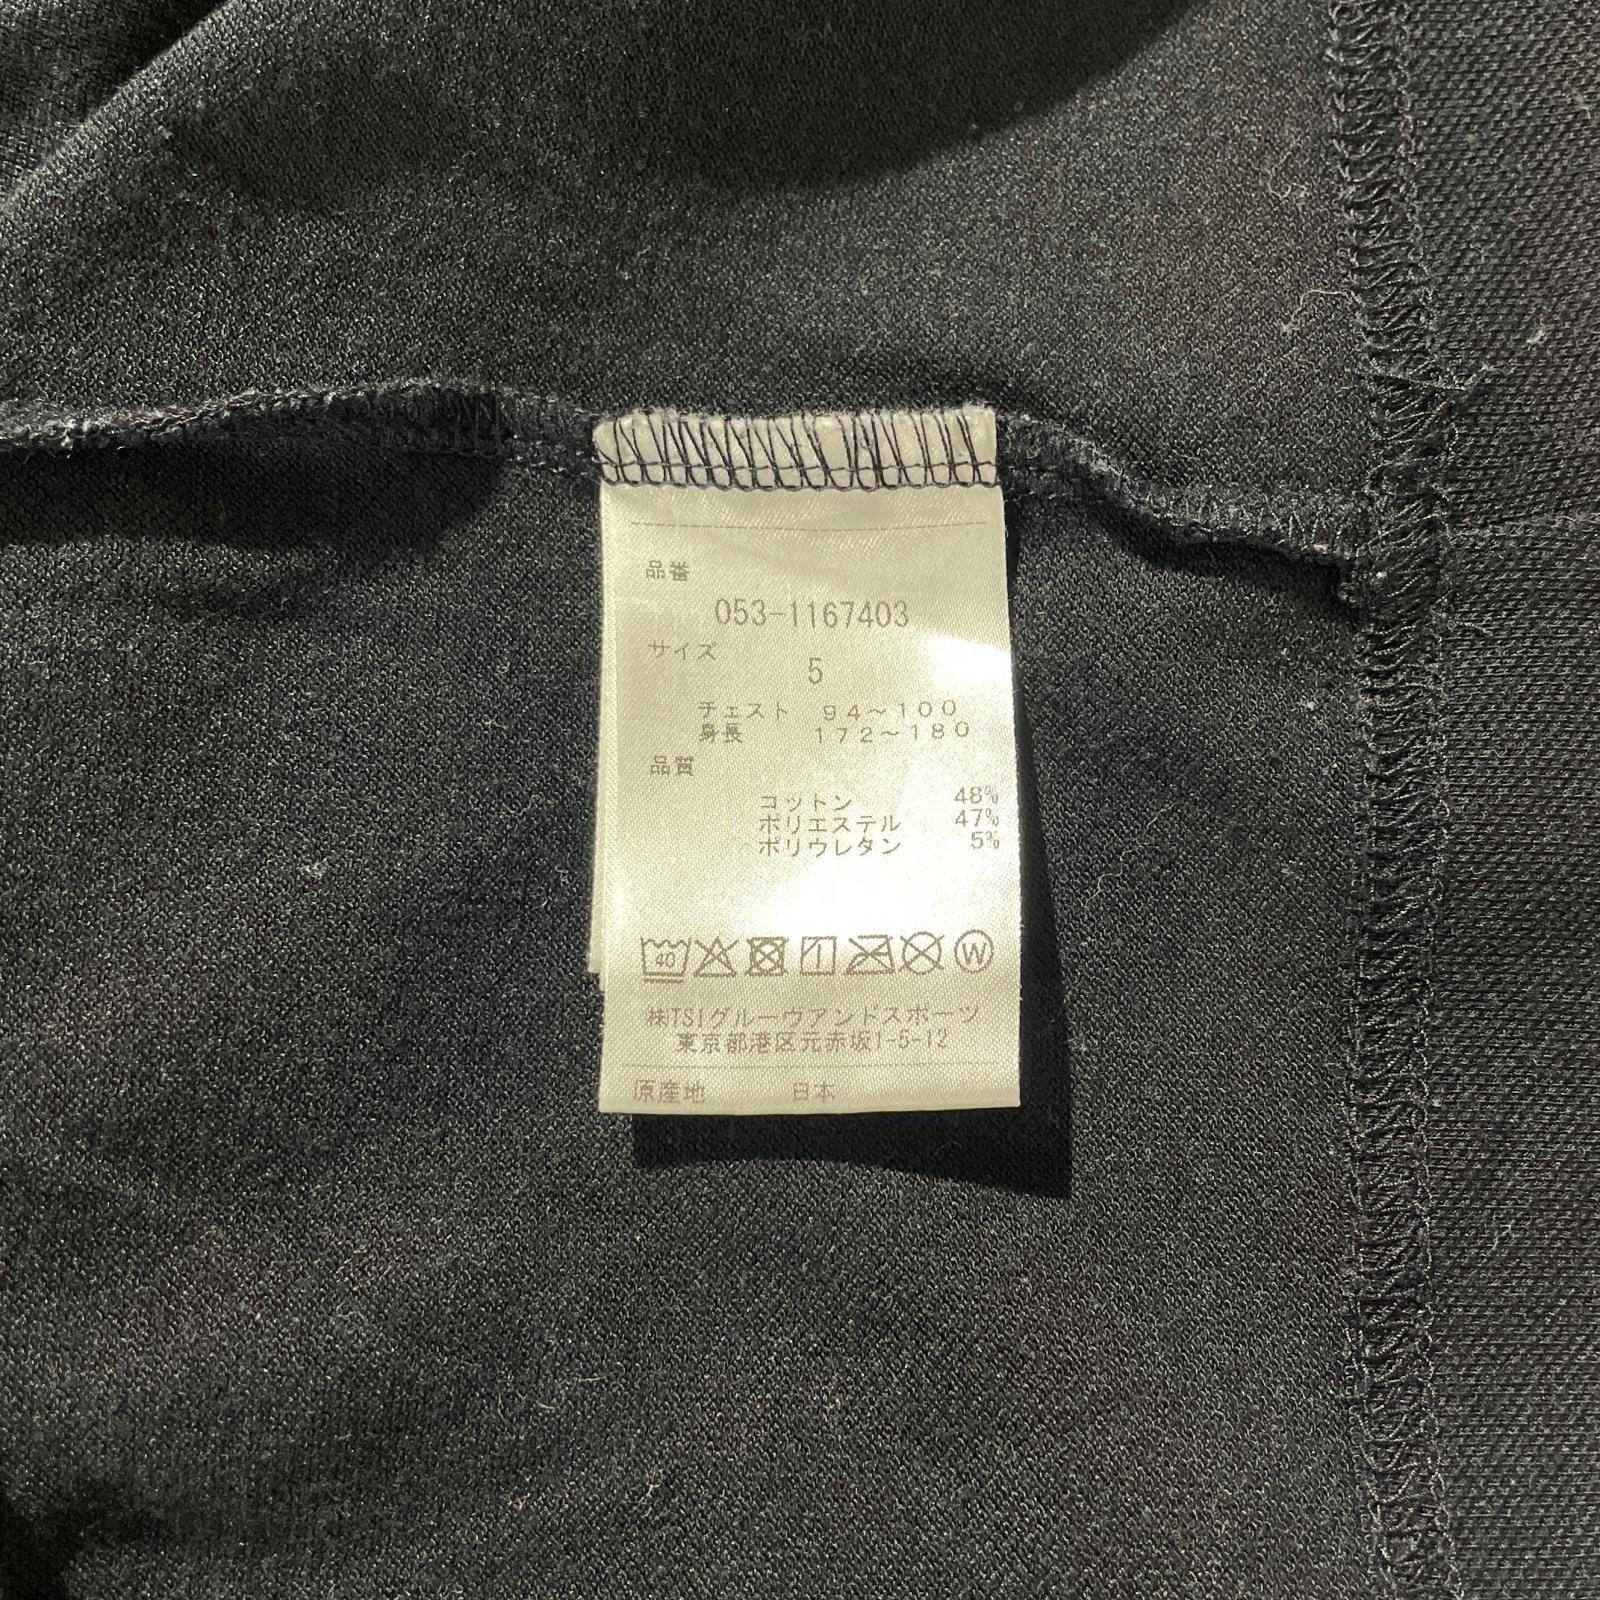 品番
053-1167403
サイズ
5
チェスト 94～100
身長 172～180
品質
コットン 48%
ポリエステル 47%
ポリウレタン 5%
40 W
㈱TSIグルーヴアンドスポーツ
東京都港区元赤坂1-5-12
原産地 日本